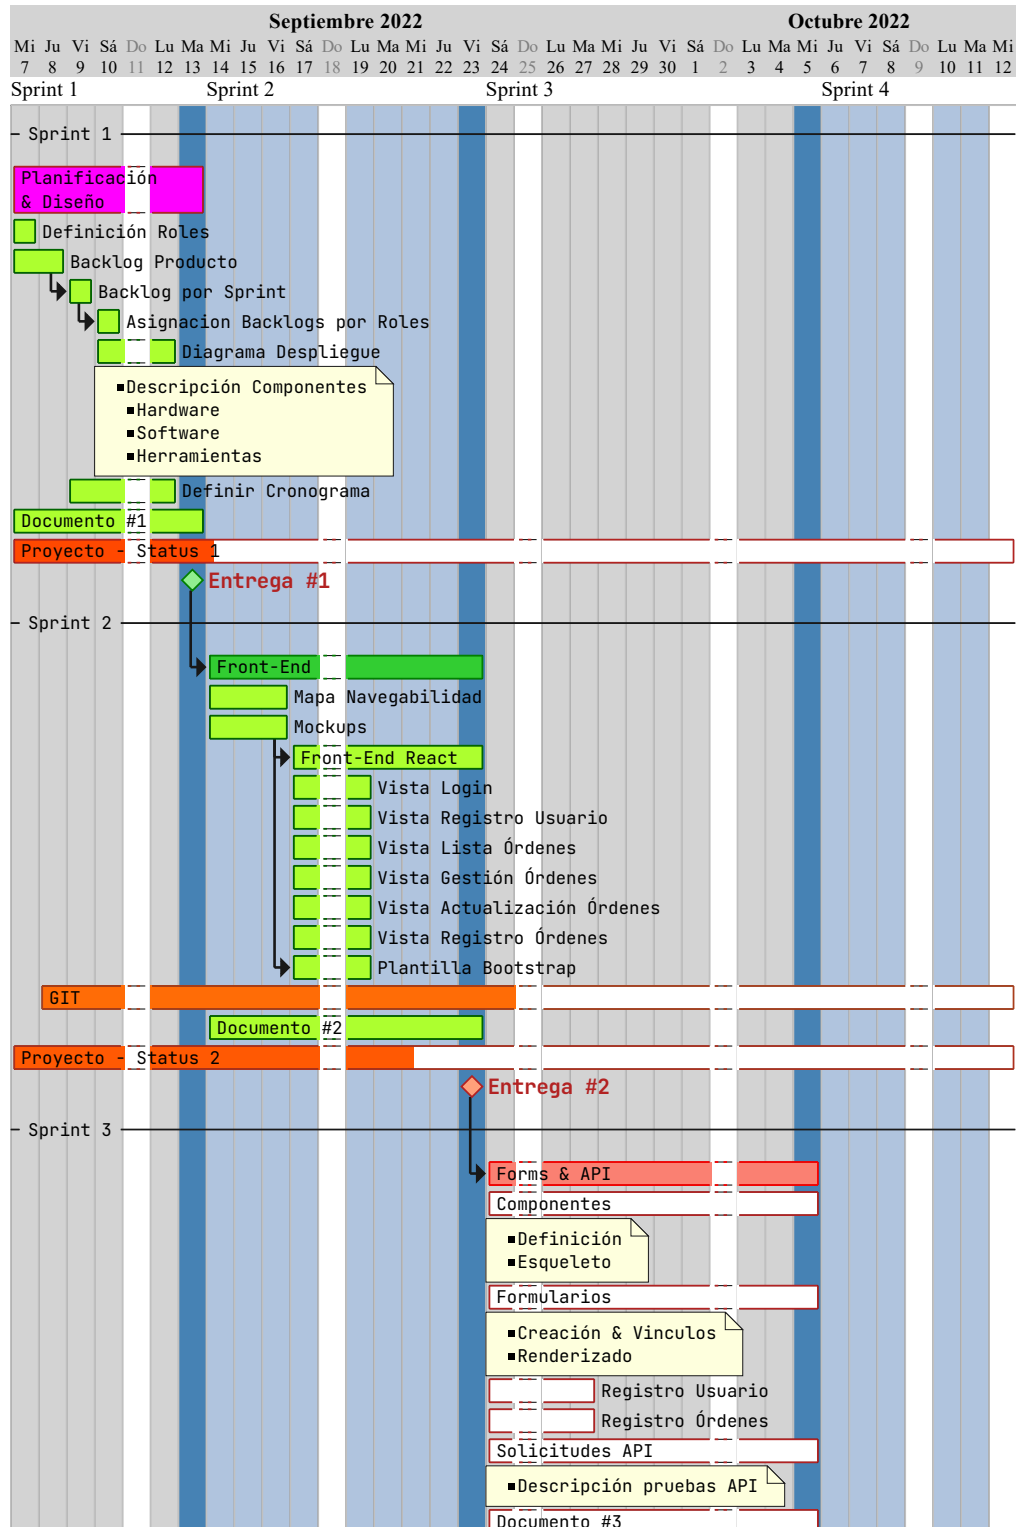 Septiembre 2022 Octubre 2022
Mi Ju Vi Sá Do Lu Ma Mi Ju Vi Sá Do Lu Ma Mi Ju Vi Sá Do Lu Ma Mi Ju Vi Sá Do Lu Ma Mi Ju Vi Sá Do Lu Ma Mi
7 8 9 10 11 12 13 14 15 16 17 18 19 20 21 22 23 24 25 26 27 28 29 30 1 2 3 4 5 6 7 8 9 10 11 12
Sprint 1 Sprint 2 Sprint 3 Sprint 4
Sprint 1
Planificación
& Diseño
Definición Roles
Backlog Producto
Backlog por Sprint
Asignacion Backlogs por Roles
Diagrama Despliegue
▪Descripción Componentes
▪Hardware
▪Software
▪Herramientas
Definir Cronograma
Documento #1
Proyecto - Status 1
Entrega #1
Sprint 2
Front-End
Mapa Navegabilidad
Mockups
Front-End React
Vista Login
Vista Registro Usuario
Vista Lista Órdenes
Vista Gestión Órdenes
Vista Actualización Órdenes
Vista Registro Órdenes
Plantilla Bootstrap
GIT
Documento #2
Proyecto - Status 2
Entrega #2
Sprint 3
Forms & API
Componentes
▪Definición
▪Esqueleto
Formularios
▪Creación & Vinculos
▪Renderizado
Registro Usuario
Registro Órdenes
Solicitudes API
▪Descripción pruebas API
Documento #3